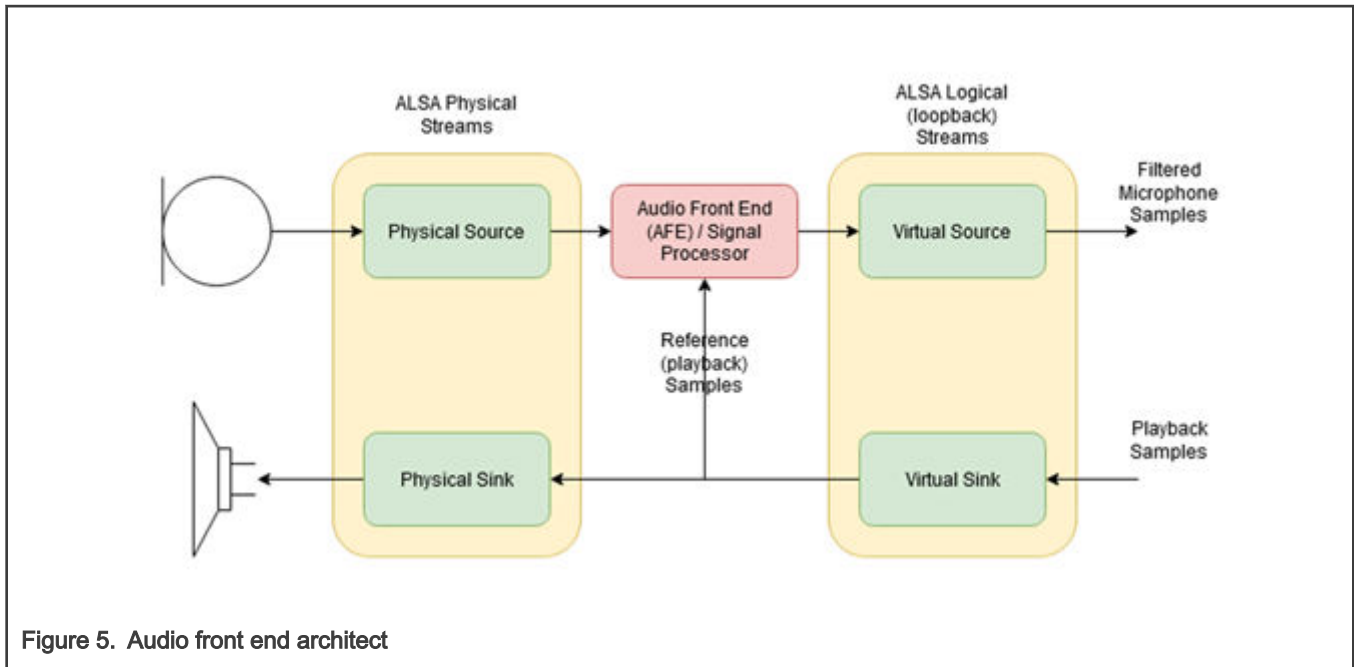 ALSA Physical
Streams
ALSA Logical
(loopback)
Streams
Filtered
Microphone
Samples
Physical Source
Audio Front End
(AFE) / Signal
Processor
Virtual Source
Reference
(playback)
Samples
Playback
Samples
Physical Sink
Virtual Sink
Figure 5. Audio front end architect